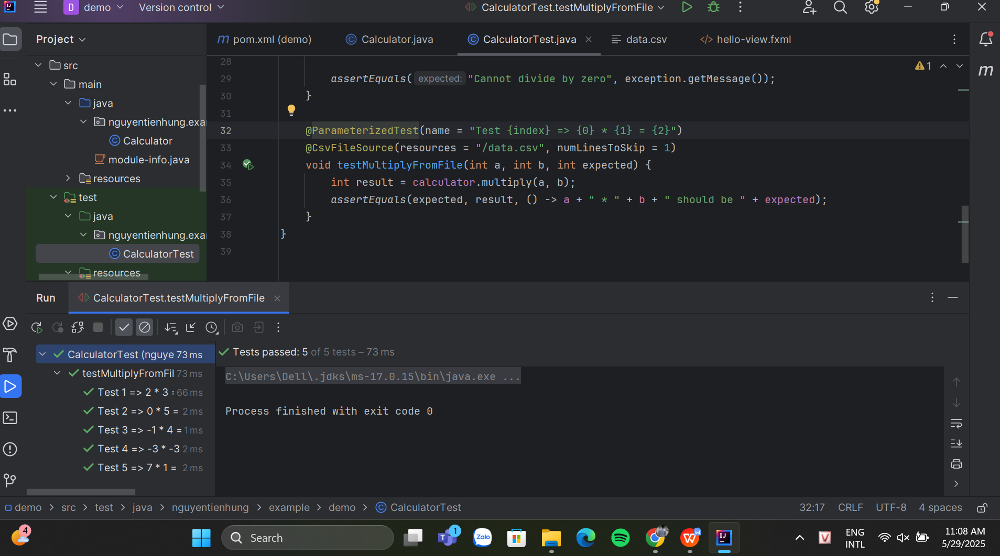 D demo Version control CalculatorTest.testMultiplyFromFile
Project
pom.xml (demo) Calculator.java CalculatorTest.java data.csv hello-view.fxml
src
main
java
nguyentienhung.exa
Calculator
module-info.java
resources
test
java
nguyentienhung.exa
CalculatorTest
resources
28
29 assertEquals( expected: "Cannot divide by zero", exception.getMessage());
30 }
31
32 @ParameterizedTest(name = "Test {index} => {0} * {1} = {2}")
33 @CsvFileSource(resources = "/data.csv", numLinesToSkip = 1)
34 void testMultiplyFromFile(int a, int b, int expected) {
35 int result = calculator.multiply(a, b);
36 assertEquals(expected, result, () -> a + " * " + b + " should be " + expected);
37 }
38 }
39
1
Run CalculatorTest.testMultiplyFromFile
CalculatorTest (nguye 73 ms
testMultiplyFromFil 73 ms
Test 1 => 2 * 3 = 66 ms
Test 2 => 0 * 5 = 2 ms
Test 3 => -1 * 4 = 1 ms
Test 4 => -3 * -3 2 ms
Test 5 => 7 * 1 = 2 ms
Tests passed: 5 of 5 tests – 73 ms
C:\Users\Dell\.jdks\ms-17.0.15\bin\java.exe ...
Process finished with exit code 0
demo > src > test > java > nguyentienhung > example > demo > CalculatorTest
32:17 CRLF UTF-8 4 spaces
4
Search
1
Zalo
ENG
INTL
11:08 AM
5/29/2025